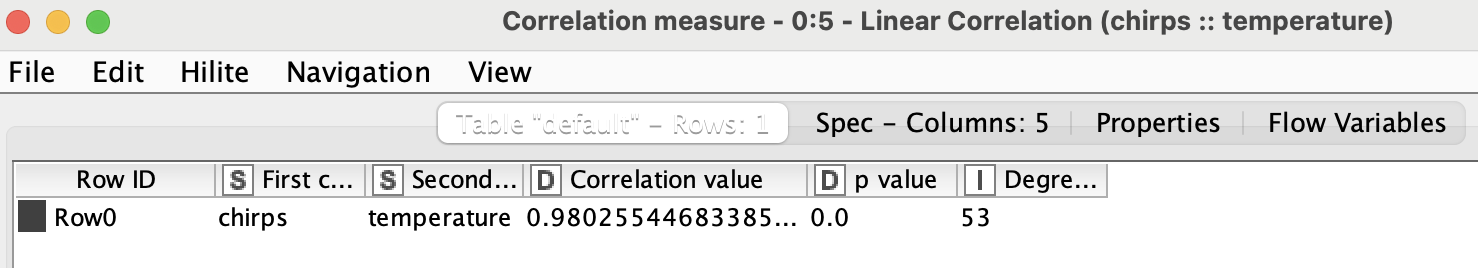 Correlation measure - 0:5 - Linear Correlation (chirps :: temperature)
File Edit Hilite Navigation View
Table "default" - Rows: 1 Spec - Columns: 5 Properties Flow Variables
Row ID S First c... S Second... D Correlation value D p value I Degre...
Row0 chirps temperature 0.98025544683385... 0.0 53